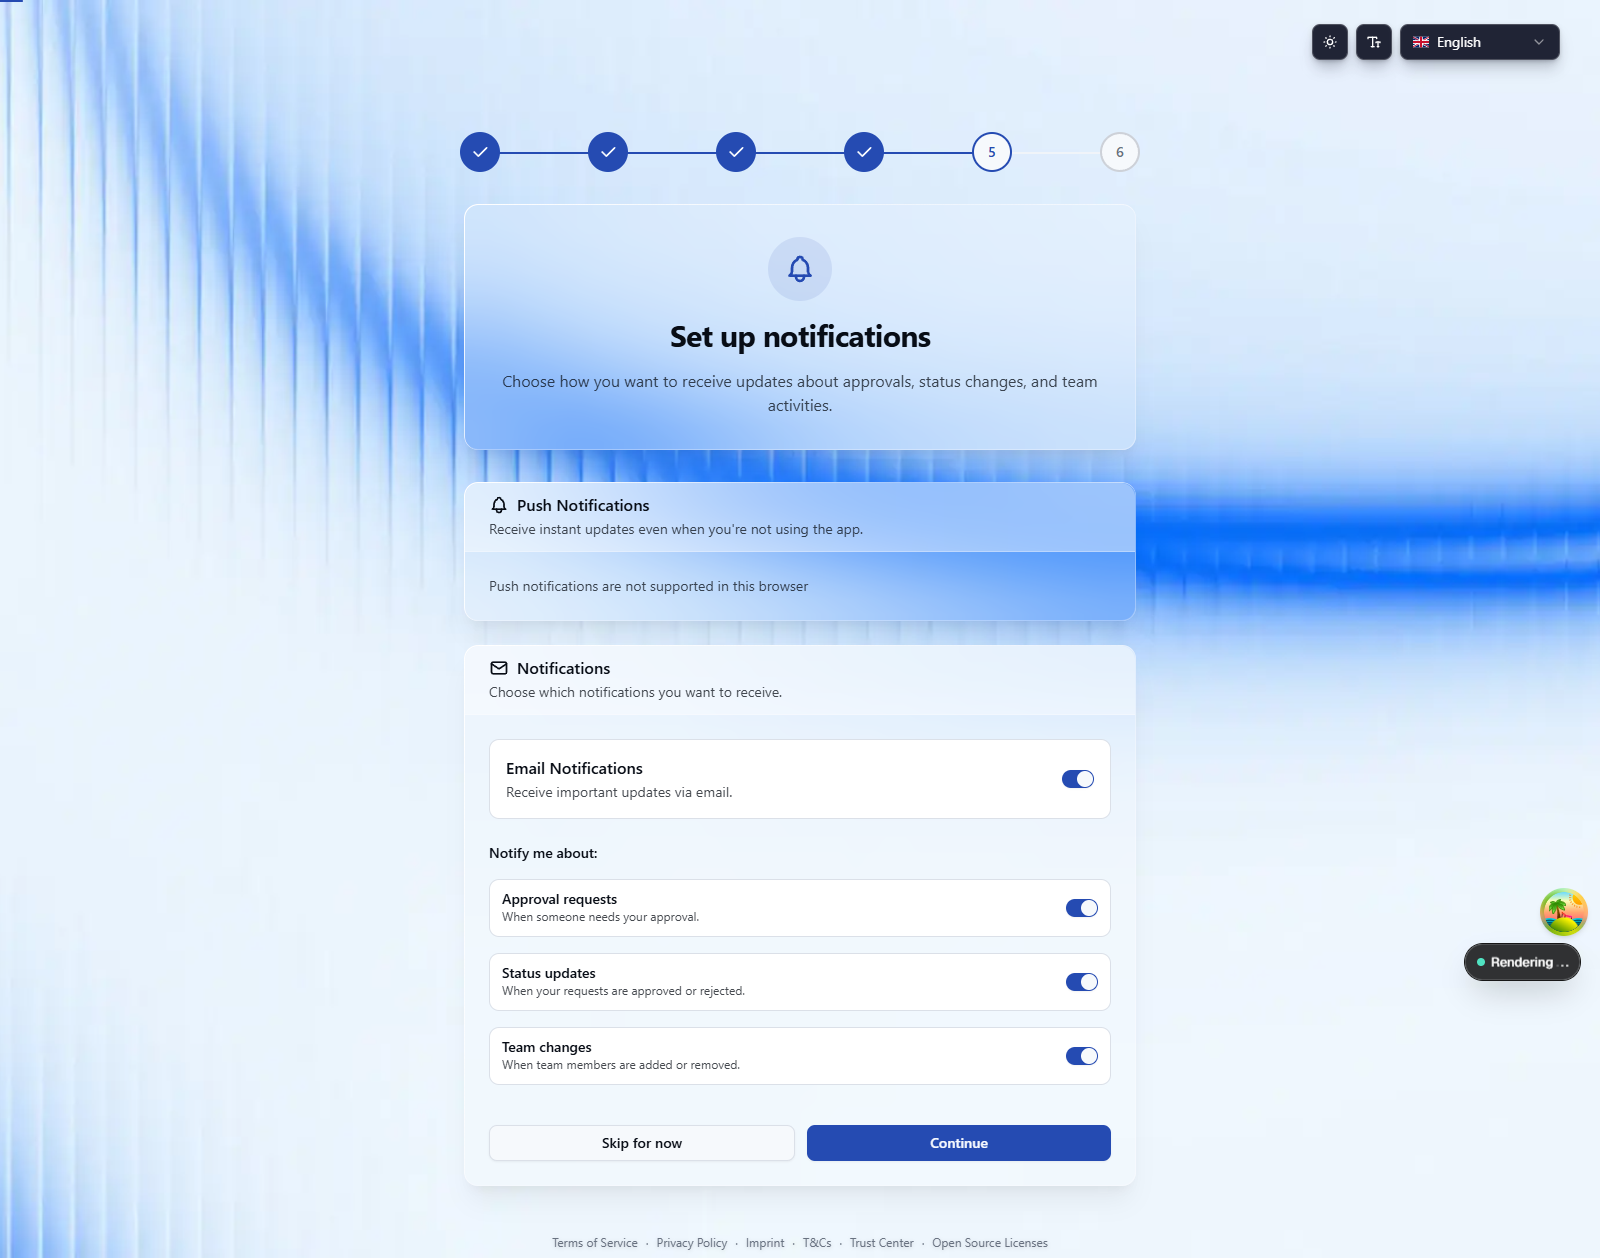 English
5
6
Set up notifications
Choose how you want to receive updates about approvals, status changes, and team
activities.
Push Notifications
Receive instant updates even when you're not using the app.
Push notifications are not supported in this browser
Notifications
Choose which notifications you want to receive.
Email Notifications
Receive important updates via email.
Notify me about:
Approval requests
When someone needs your approval.
Status updates
When your requests are approved or rejected.
Rendering ...
Team changes
When team members are added or removed.
Skip for now
Continue
Terms of Service · Privacy Policy · Imprint · T&Cs · Trust Center · Open Source Licenses